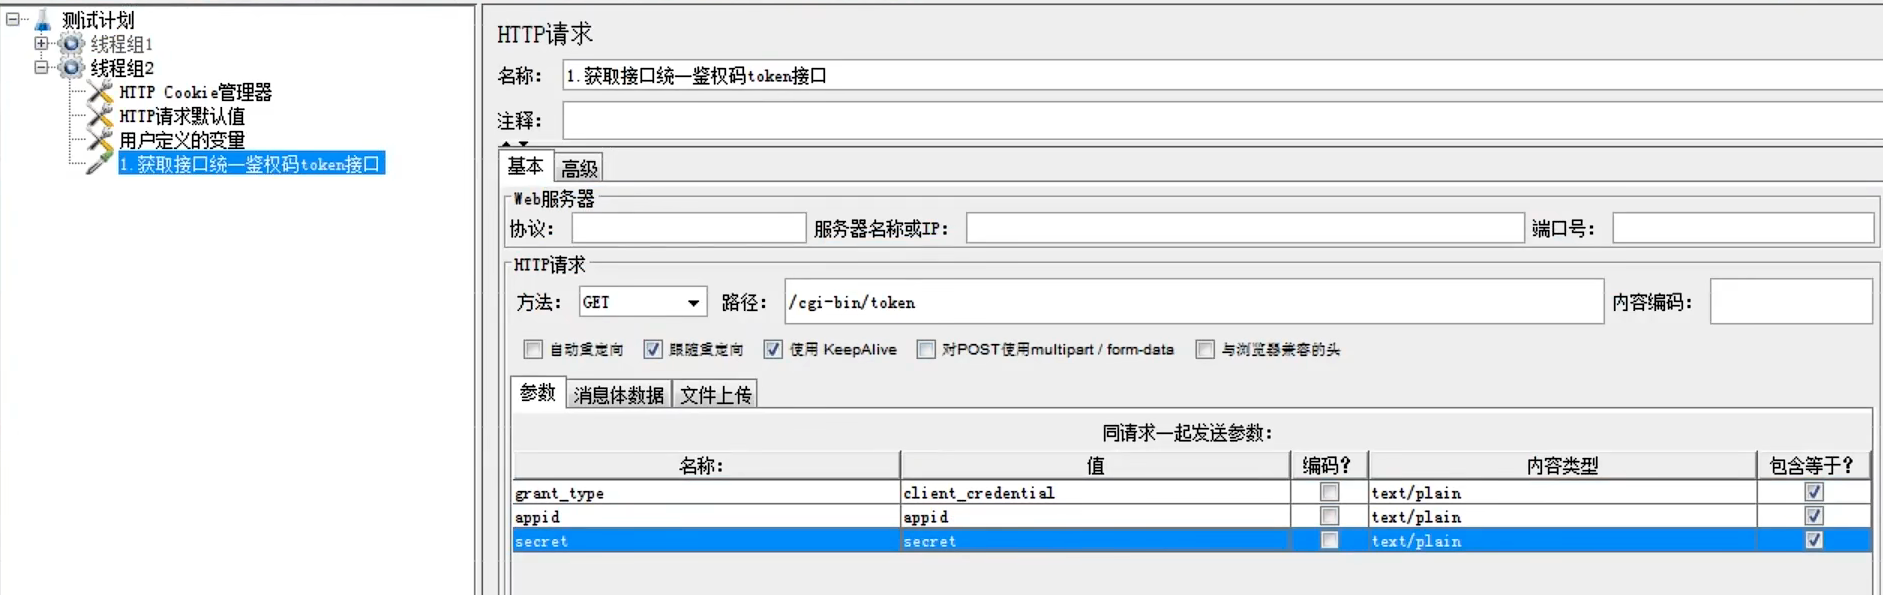 测试计划
线程组1
线程组2
HTTP Cookie管理器
HTTP请求默认值
用户定义的变量
1.获取接口统一鉴权码token接口
HTTP请求
名称： 1.获取接口统一鉴权码token接口
注释：
基本 高级
Web服务器
协议： 服务器名称或IP： 端口号：
HTTP请求
方法： GET 路径： /cgi-bin/token 内容编码：
自动重定向 跟随重定向 使用 KeepAlive 对POST使用multipart / form-data 与浏览器兼容的头
参数 消息体数据 文件上传
同请求一起发送参数：
名称： 值 编码？ 内容类型 包含等于？
grant_type client_credential text/plain
appid appid text/plain
secret secret text/plain